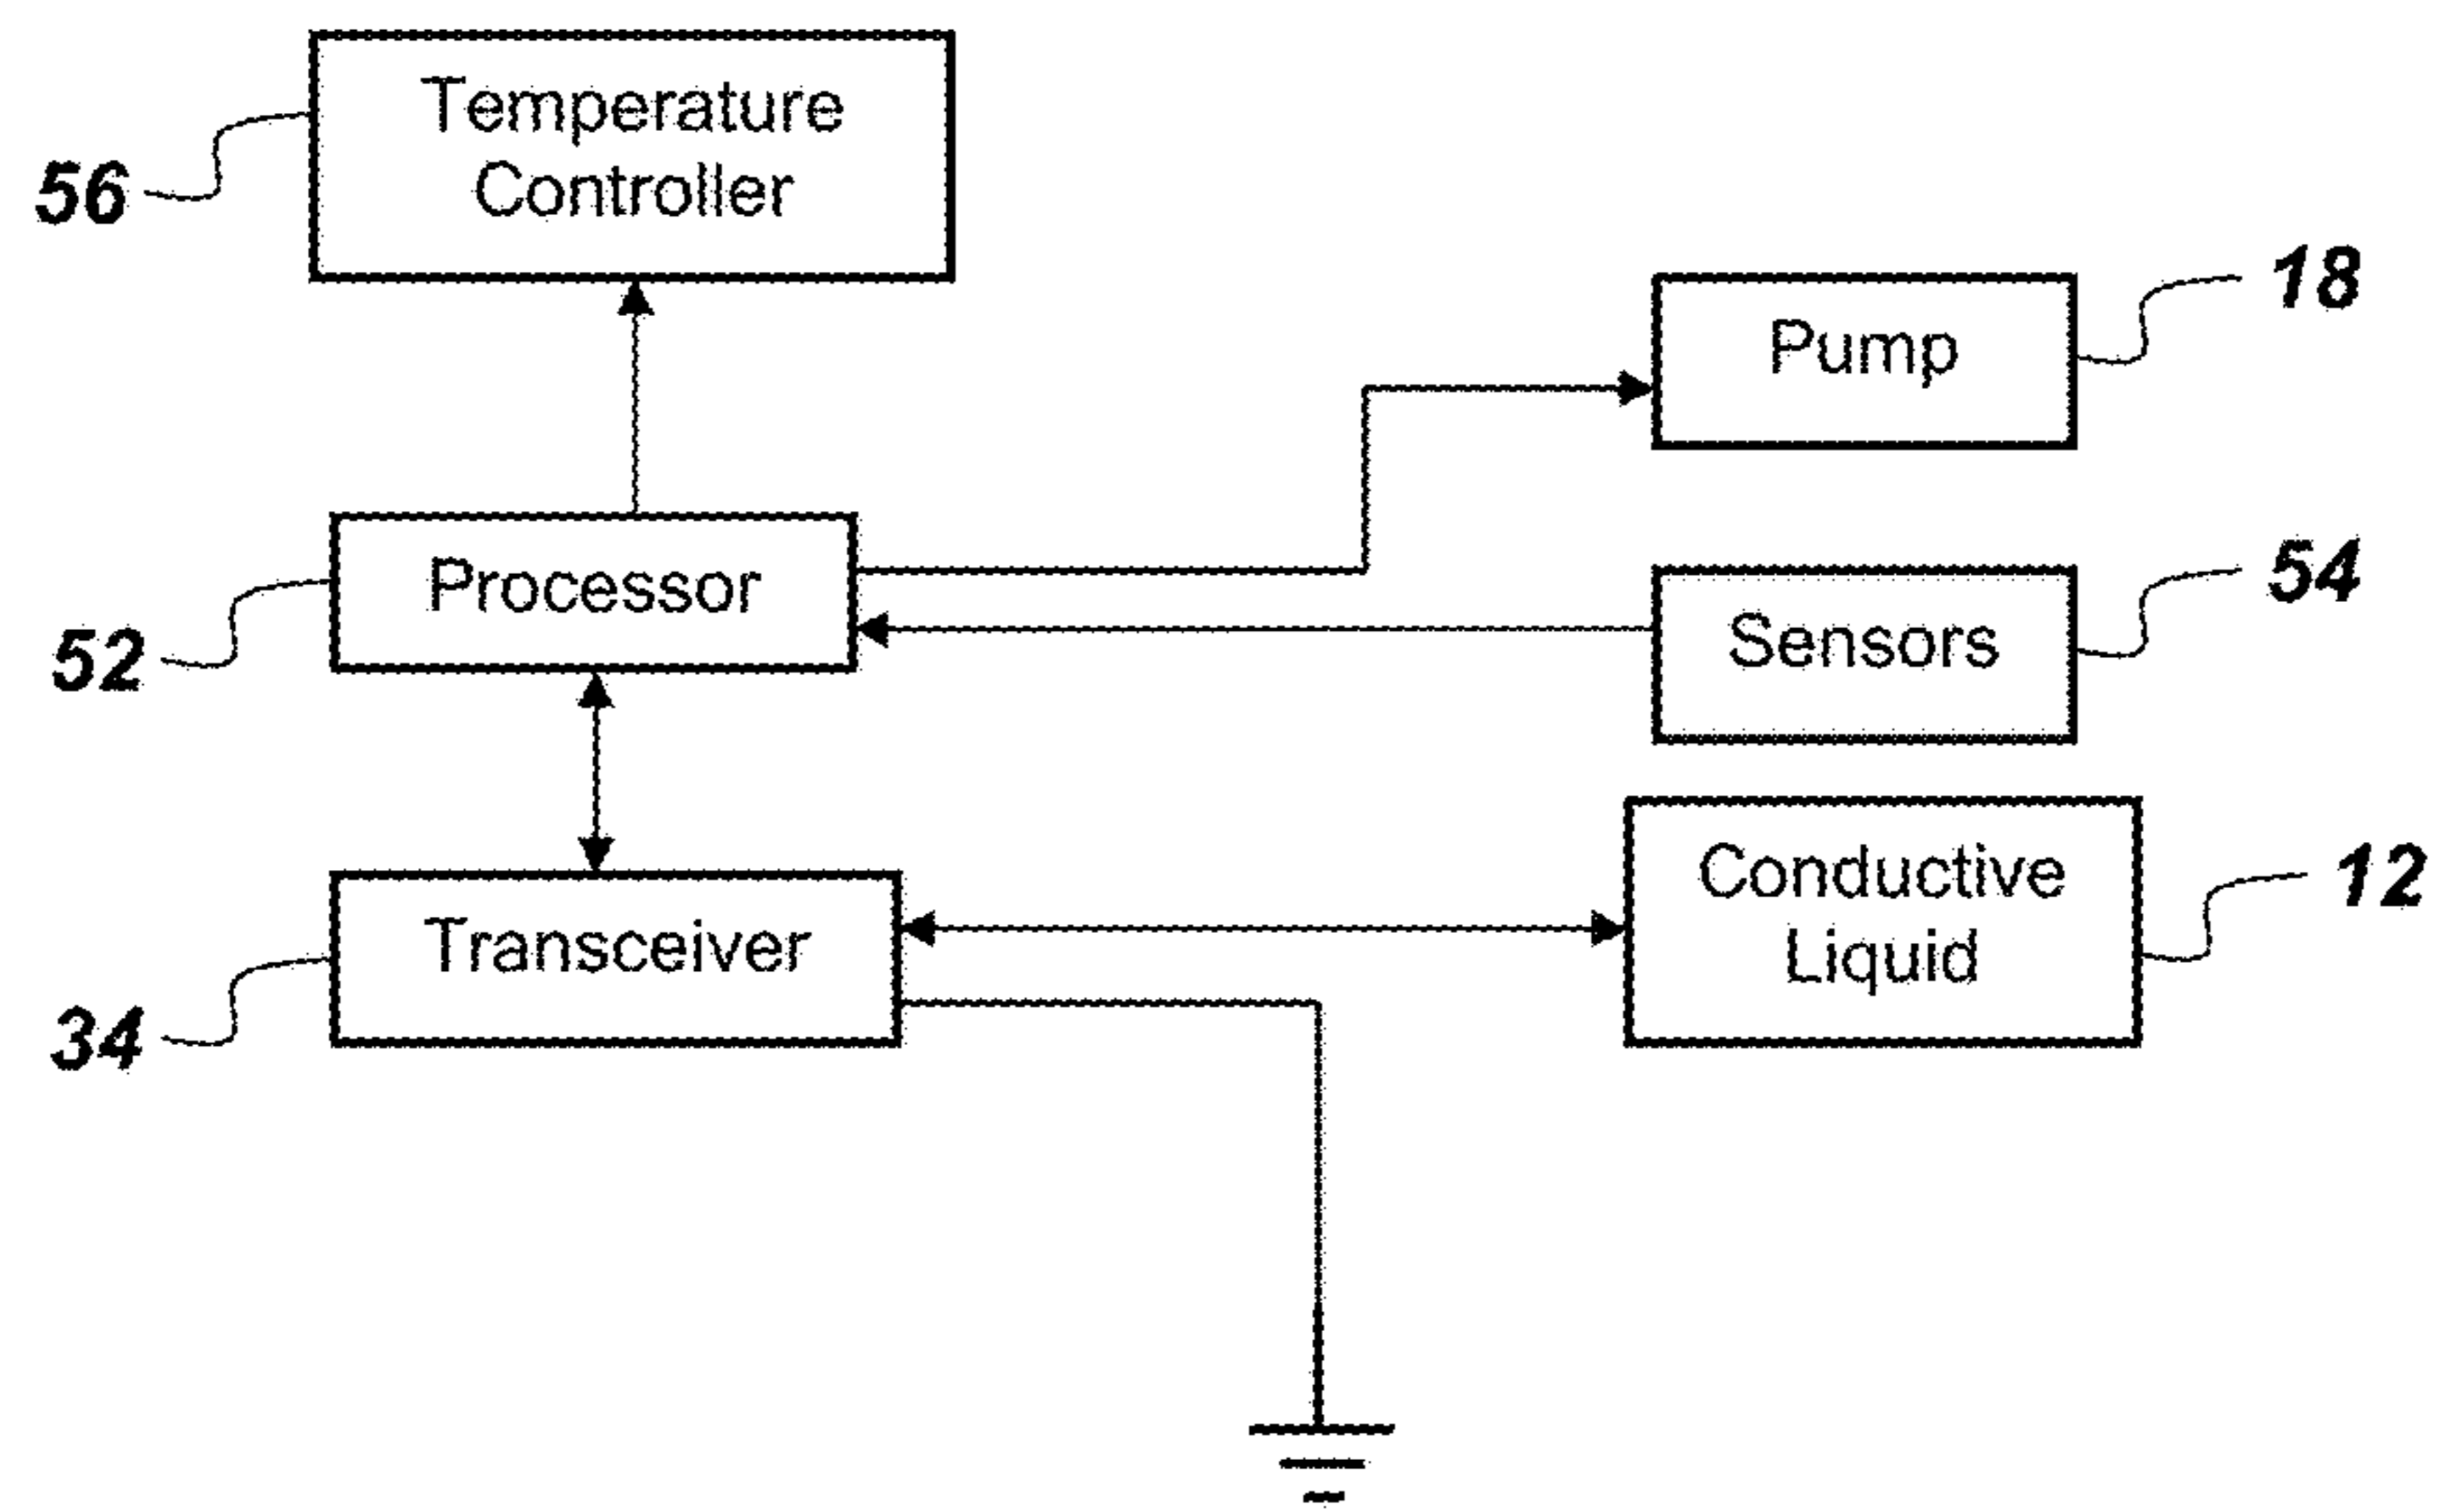 Temperature
Controller
56
Pump
18
Processor
52
Sensors
54
Conductive
Liquid
12
Transceiver
34